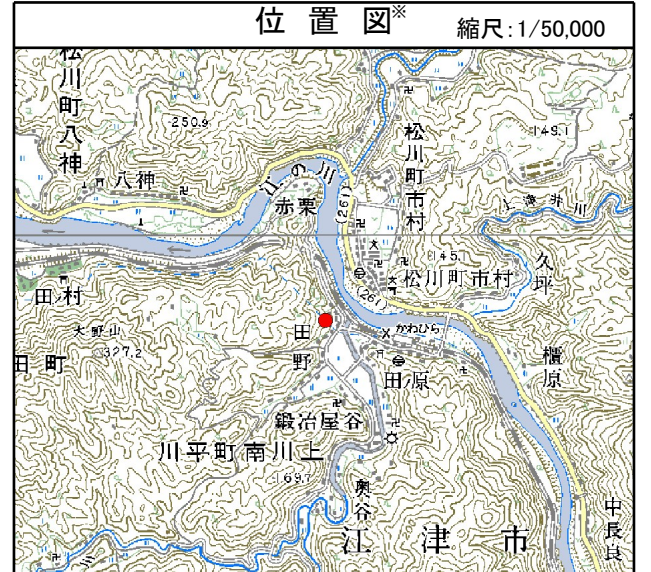 位 置 図※ 縮尺:1/50,000
松川町八神
250.9
八神
江の川
赤栗
(261)
松川町市村
149.1
上津井川
久坪
145.
松川町市村
(261)
田村
大野山
327.2
田町
田野
かわひら
田原
櫃原
鍛冶屋谷
川平町南川上
169.7
奥谷
江 津 市
中長良